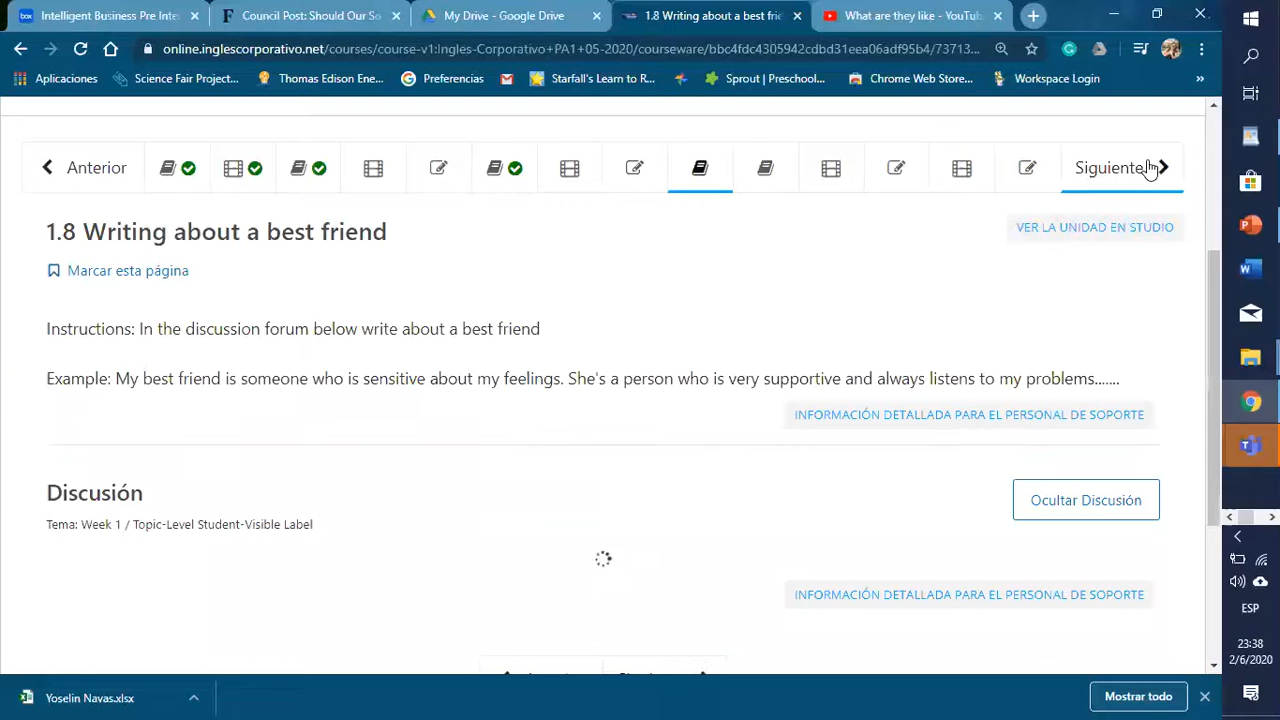 Intelligent Business Pre Inte
Council Post: Should Our So
My Drive - Google Drive
1.8 Writing about a best frie
What are they like - YouTub
online.inglescorporativo.net/courses/course-v1:Ingles-Corporativo+PA1+05-2020/courseware/bbc4fdc4305942cdbd31eea06adf95b4/73713...
Aplicaciones
Science Fair Project...
Thomas Edison Ene...
Preferencias
Starfall's Learn to R...
Sprout | Preschool...
Chrome Web Store...
Workspace Login
»
Anterior
Siguiente
1.8 Writing about a best friend
VER LA UNIDAD EN STUDIO
Marcar esta página
Instructions: In the discussion forum below write about a best friend
Example: My best friend is someone who is sensitive about my feelings. She's a person who is very supportive and always listens to my problems.......
INFORMACIÓN DETALLADA PARA EL PERSONAL DE SOPORTE
Discusión
Ocultar Discusión
Tema: Week 1 / Topic-Level Student-Visible Label
INFORMACIÓN DETALLADA PARA EL PERSONAL DE SOPORTE
Yoselin Navas.xlsx
Mostrar todo
ESP
23:38
2/6/2020